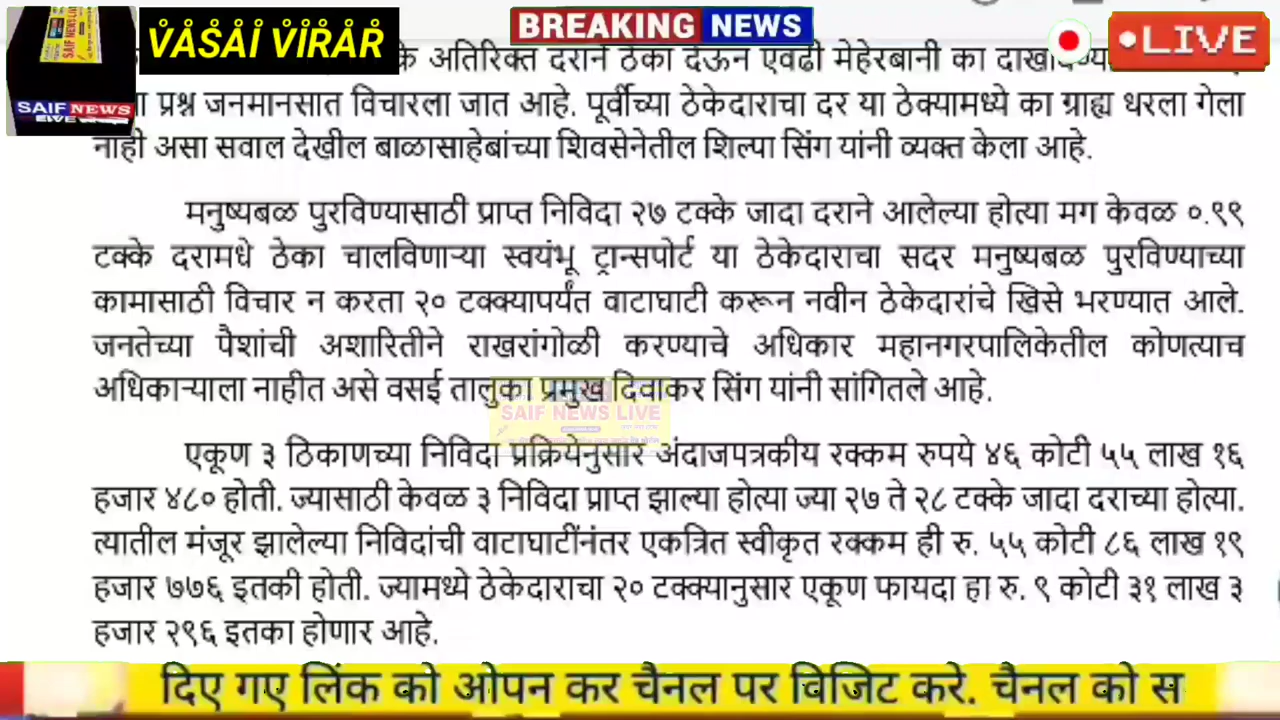 VASAI VIRAR
BREAKING NEWS
LIVE
SAIF NEWS
LIVE
के अतिरिक्त दराने ठेका देऊन एवढी मेहेरबानी का
प्रश्न जनमानसात विचारला जात आहे. पूर्वीच्या ठेकेदाराचा दर या ठेक्यामध्ये का ग्राह्य धरला गेला
नाही असा सवाल देखील बाळासाहेबांच्या शिवसेनेतील शिल्पा सिंग यांनी व्यक्त केला आहे.
मनुष्यबळ पुरविण्यासाठी प्राप्त निविदा २७ टक्के जादा दराने आलेल्या होत्या मग केवळ ०.९९
टक्के दरामधे ठेका चालविणाऱ्या स्वयंभू ट्रान्सपोर्ट या ठेकेदाराचा सदर मनुष्यबळ पुरविण्याच्या
कामासाठी विचार न करता २० टक्क्यापर्यंत वाटाघाटी करून नवीन ठेकेदारांचे खिसे भरण्यात आले.
जनतेच्या पैशांची अशारितीने राखरांगोळी करण्याचे अधिकार महानगरपालिकेतील कोणत्याच
अधिकाऱ्याला नाहीत असे वसई तालुका प्रमुख दिवाकर सिंग यांनी सांगितले आहे.
SAIF NEWS LIVE
एकूण ३ ठिकाणच्या निविदा प्रक्रियेनुसार अंदाजपत्रकीय रक्कम रुपये ४६ कोटी ५५ लाख १६
हजार ४८० होती. ज्यासाठी केवळ ३ निविदा प्राप्त झाल्या होत्या ज्या २७ ते २८ टक्के जादा दराच्या होत्या.
त्यातील मंजूर झालेल्या निविदांची वाटाघाटींनंतर एकत्रित स्वीकृत रक्कम ही रु. ५५ कोटी ८६ लाख १९
हजार ७७६ इतकी होती. ज्यामध्ये ठेकेदाराचा २० टक्क्यानुसार एकूण फायदा हा रु. ९ कोटी ३१ लाख ३
हजार २९६ इतका होणार आहे.
दिए गए लिंक को ओपन कर चैनल पर विजिट करे. चैनल को स